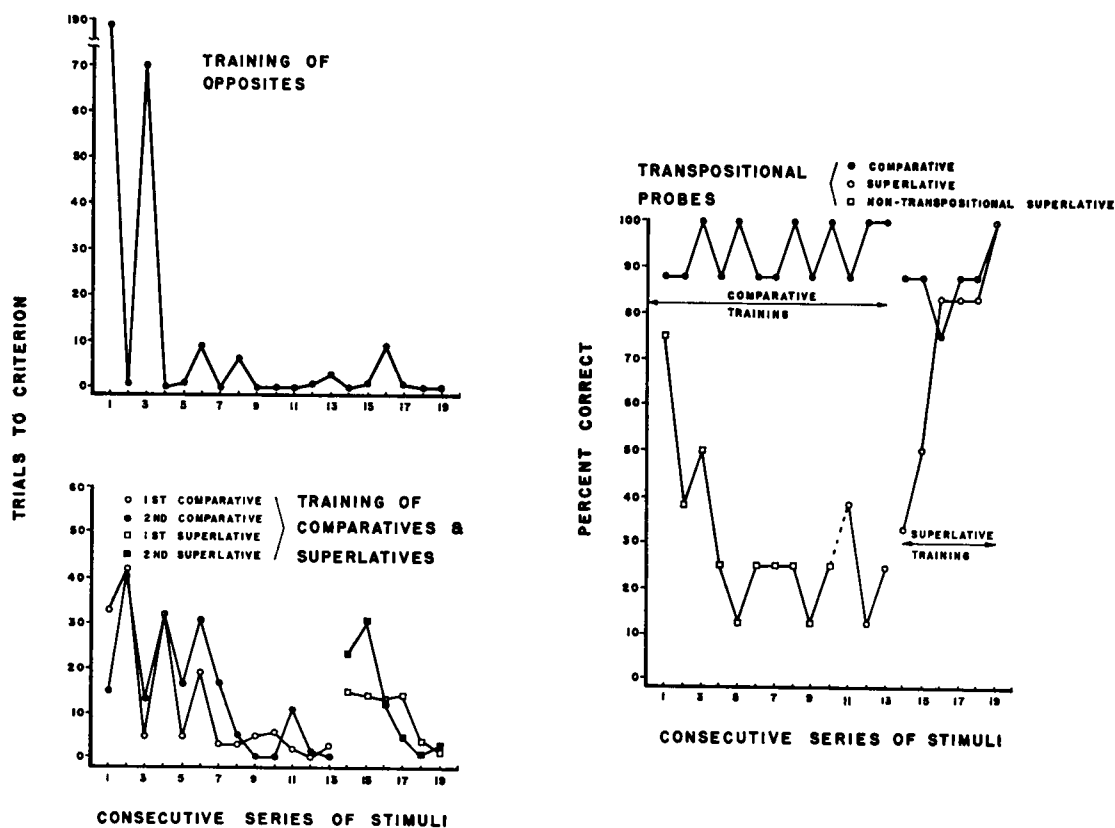 TRAINING OF
OPPOSITES
190
70
60
50
40
30
20
10
0
1 3 5 7 9 11 13 15 17 19
TRIALS TO CRITERION
1ST COMPARATIVE
2ND COMPARATIVE
1ST SUPERLATIVE
2ND SUPERLATIVE
TRAINING OF
COMPARATIVES &
SUPERLATIVES
60
50
40
30
20
10
0
1 3 5 7 9 11 13 15 17 19
CONSECUTIVE SERIES OF STIMULI
TRANSPOSITIONAL
PROBES
COMPARATIVE
SUPERLATIVE
NON-TRANSPOSITIONAL SUPERLATIVE
100
90
80
70
60
50
40
30
20
10
0
COMPARATIVE
TRAINING
SUPERLATIVE
TRAINING
PERCENT CORRECT
1 3 5 7 9 11 13 15 17 19
CONSECUTIVE SERIES OF STIMULI